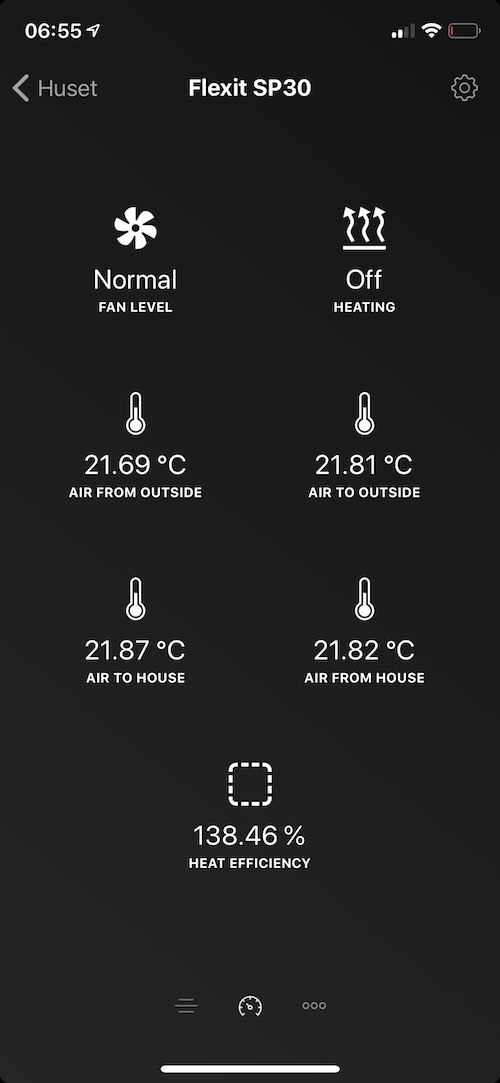 06:55
Huset
Flexit SP30
Normal
FAN LEVEL
Off
HEATING
21.69 °C
AIR FROM OUTSIDE
21.81 °C
AIR TO OUTSIDE
21.87 °C
AIR TO HOUSE
21.82 °C
AIR FROM HOUSE
138.46 %
HEAT EFFICIENCY